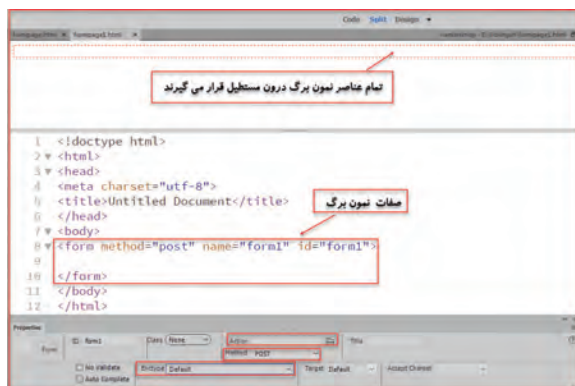 Code Split Design
homepage1.html
تمام عناصر نمون برگ درون مستطیل قرار می گیرند
1 <!doctype html>
2 <html>
3 <head>
4 <meta charset="utf-8">
5 <title>Untitled Document</title>
6 </head>
7 <body>
صفات نمون برگ
8 <form method="post" name="form1" id="form1">
9
10 </form>
11 </body>
12 </html>
Properties
Form ID form1 Class None Action Title
Method POST
No Validate Enctype Default Target Default Accept Charset
Auto Complete